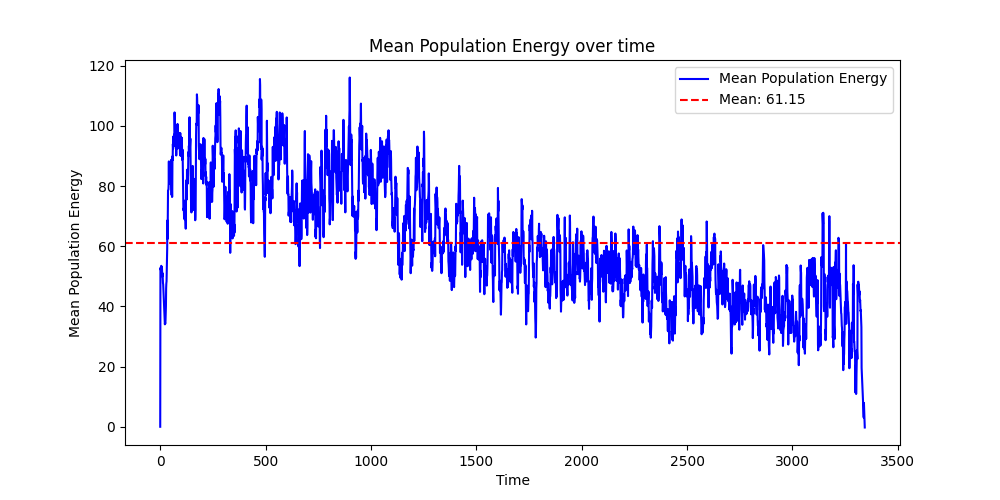 Mean Population Energy over time
Mean Population Energy
Mean: 61.15
120
100
80
60
40
20
0
Mean Population Energy
0 500 1000 1500 2000 2500 3000 3500
Time